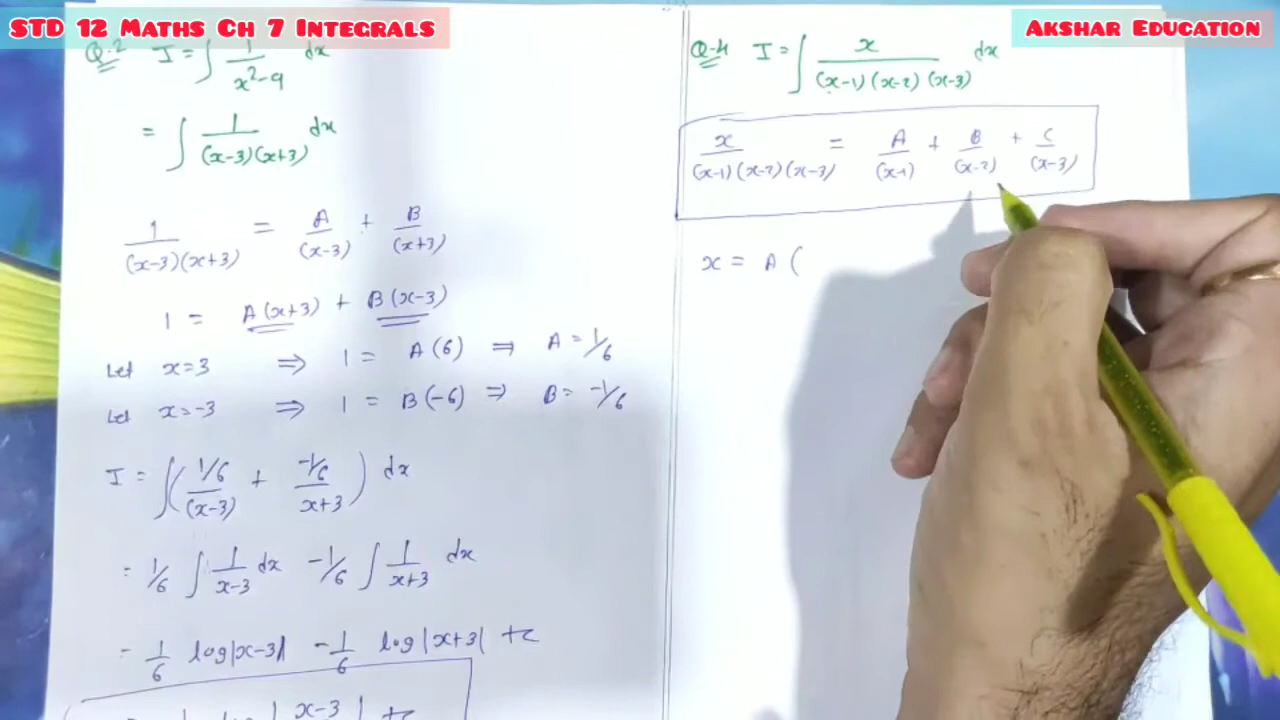 STD 12 Maths Ch 7 Integrals
Akshar Education
Q-2 I = ∫ 1/(x²-9) dx
= ∫ 1/((x-3)(x+3)) dx
1/((x-3)(x+3)) = A/(x-3) + B/(x+3)
1 = A(x+3) + B(x-3)
Let x=3 ⇒ 1 = A(6) ⇒ A = 1/6
Let x=-3 ⇒ 1 = B(-6) ⇒ B = -1/6
I = ∫((1/6)/(x-3) + (-1/6)/(x+3)) dx
= 1/6 ∫ 1/(x-3) dx -1/6 ∫ 1/(x+3) dx
= 1/6 log|x-3| - 1/6 log|x+3| +c
x-3
+c
Q-4 I = ∫ x/((x-1)(x-2)(x-3)) dx
x/((x-1)(x-2)(x-3)) = A/(x-1) + B/(x-2) + C/(x-3)
x = A (